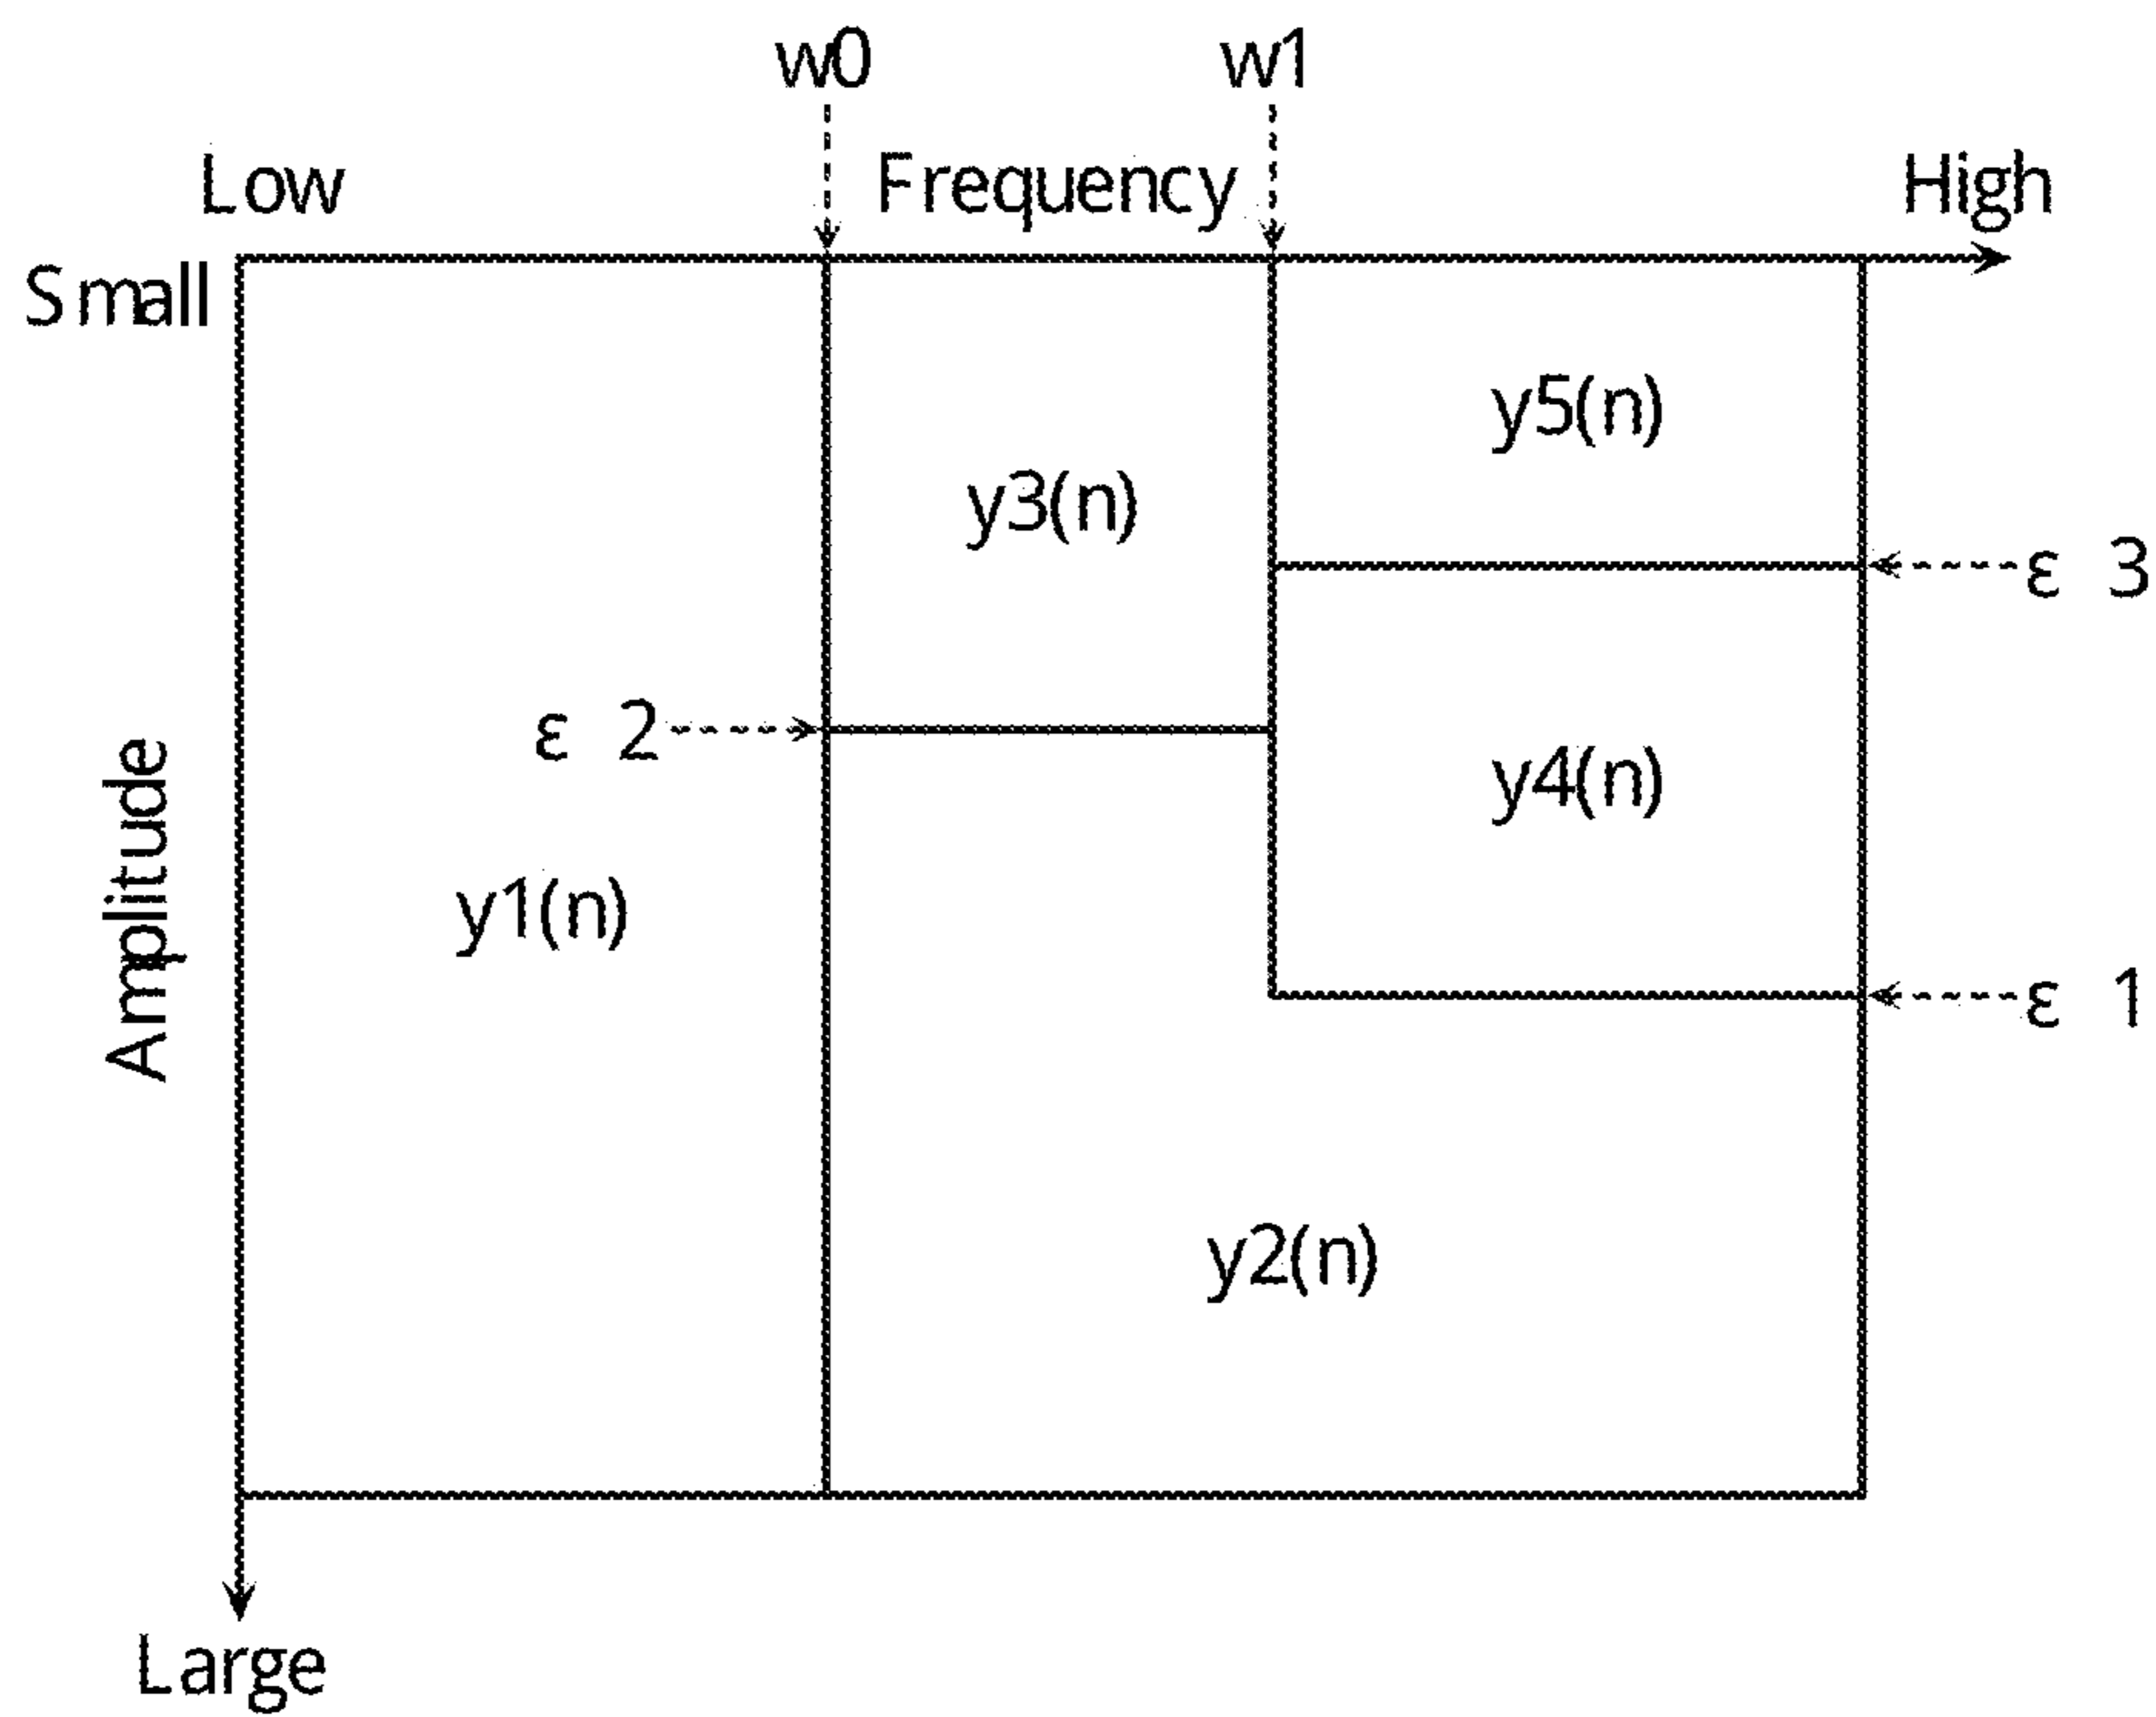 w0 w1
Low Frequency High
Small
y5(n)
y3(n)
ε 3
ε 2
y4(n)
Amplitude
y1(n)
ε 1
y2(n)
Large